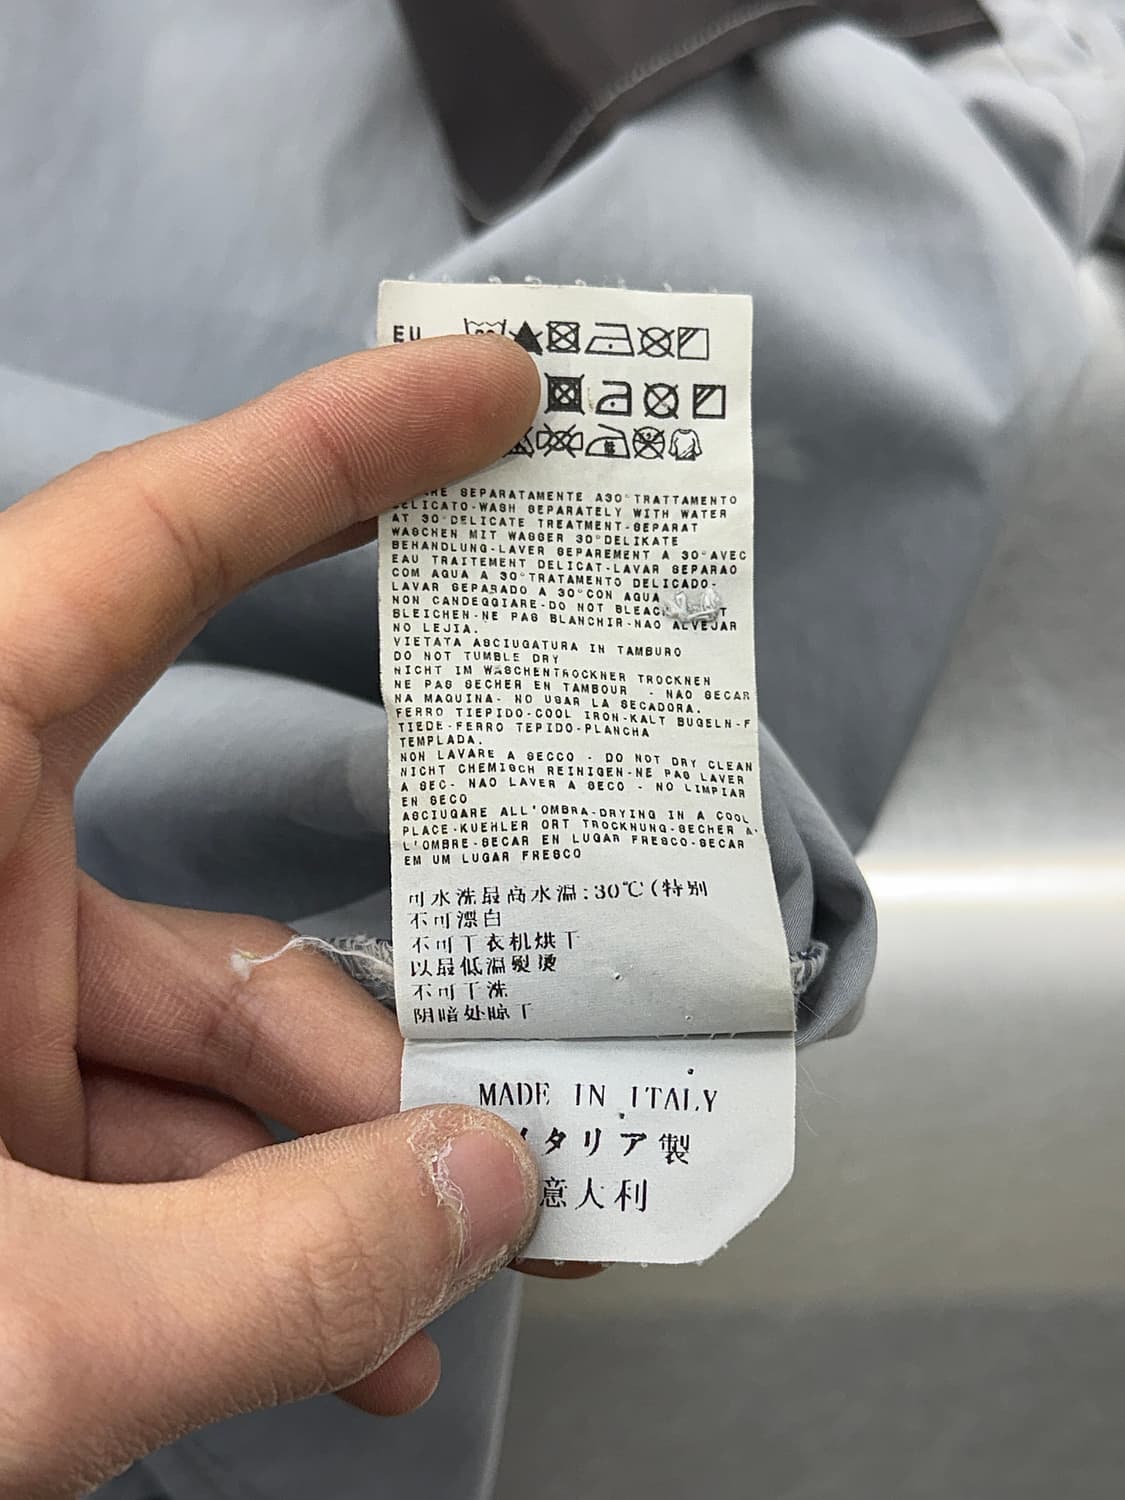 EU
SEPARATAMENTE A30° TRATTAMENTO
DELICATO-WASH SEPARATELY WITH WATER
AT 30°DELICATE TREATMENT-SEPARAT
WASCHEN MIT WASSER 30°DELIKATE
BEHANDLUNG-LAVER SEPAREMENT A 30°AVEC
EAU TRAITEMENT DELICAT-LAVAR SEPARAO
COM AGUA A 30°TRATAMENTO DELICADO-
LAVAR SEPARADO A 30°CON AGUA
NON CANDEGGIARE-DO NOT
BLEICHEN-NE PAS BLANCHIR-NAO ALVEJAR
NO LEJIA.
VIETATA ASCIUGATURA IN TAMBURO
DO NOT TUMBLE DRY
NICHT IM WASCHENTROCKNER TROCKNEN
NE PAS SECHER EN TAMBOUR - NAO SECAR
NA MAQUINA- NO USAR LA SECADORA.
FERRO TIEPIDO-COOL IRON-KALT BUGELN-F
TIEDE-FERRO TEPIDO-PLANCHA
TEMPLADA.
NON LAVARE A SECCO - DO NOT DRY CLEAN
NICHT CHEMISCH REINIGEN-NE PAS LAVER
A SEC- NAO LAVER A SECO - NO LIMPIAR
EN SECO
ASCIUGARE ALL'OMBRA-DRYING IN A COOL
PLACE-KUEHLER ORT TROCKNUNG-SECHER A
L'OMBRE-SECAR EN LUGAR FRESCO-SECAR
EM UM LUGAR FRESCO
可水洗最高水温:30℃(特别
不可漂白
不可干衣机烘干
以最低温熨烫
不可干洗
阴暗处晾干
MADE IN ITALY
イタリア製
意大利